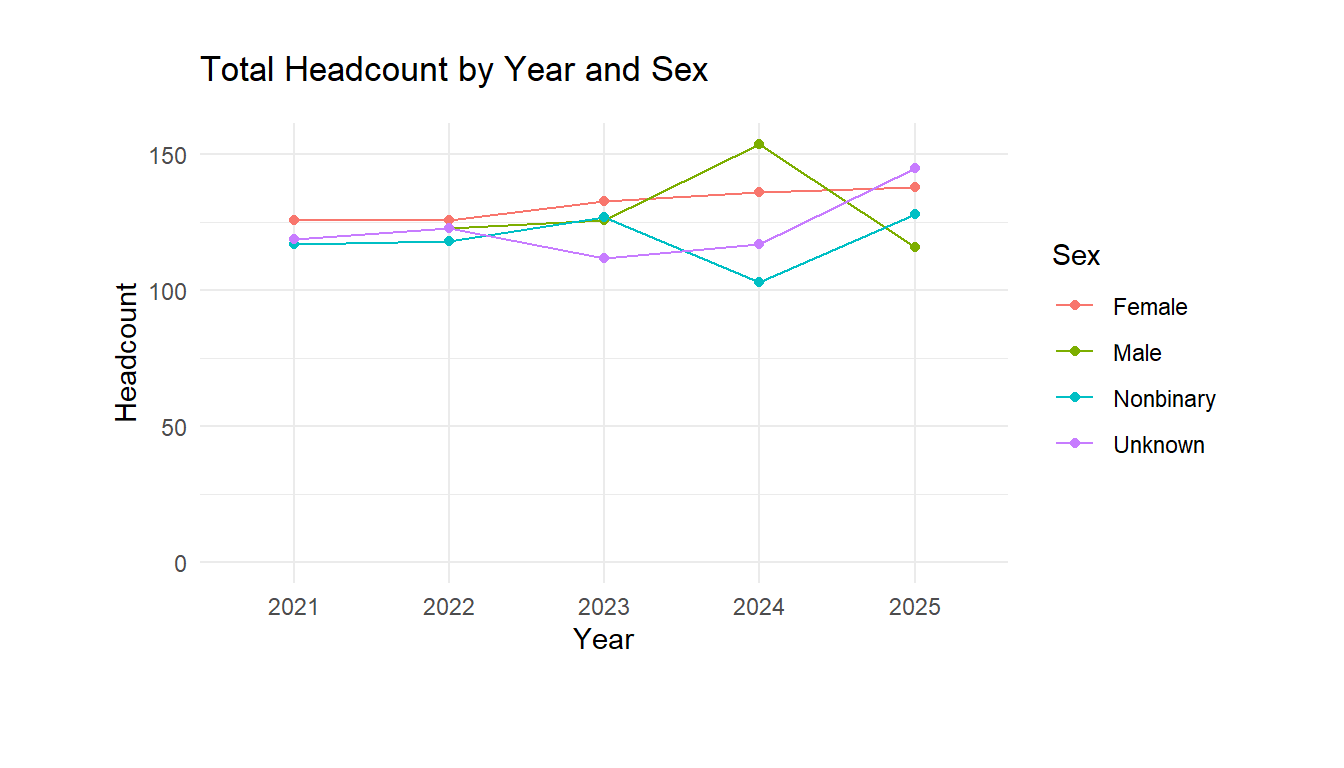 Total Headcount by Year and Sex
150
100
50
0
Headcount
2021 2022 2023 2024 2025
Year
Sex
Female
Male
Nonbinary
Unknown